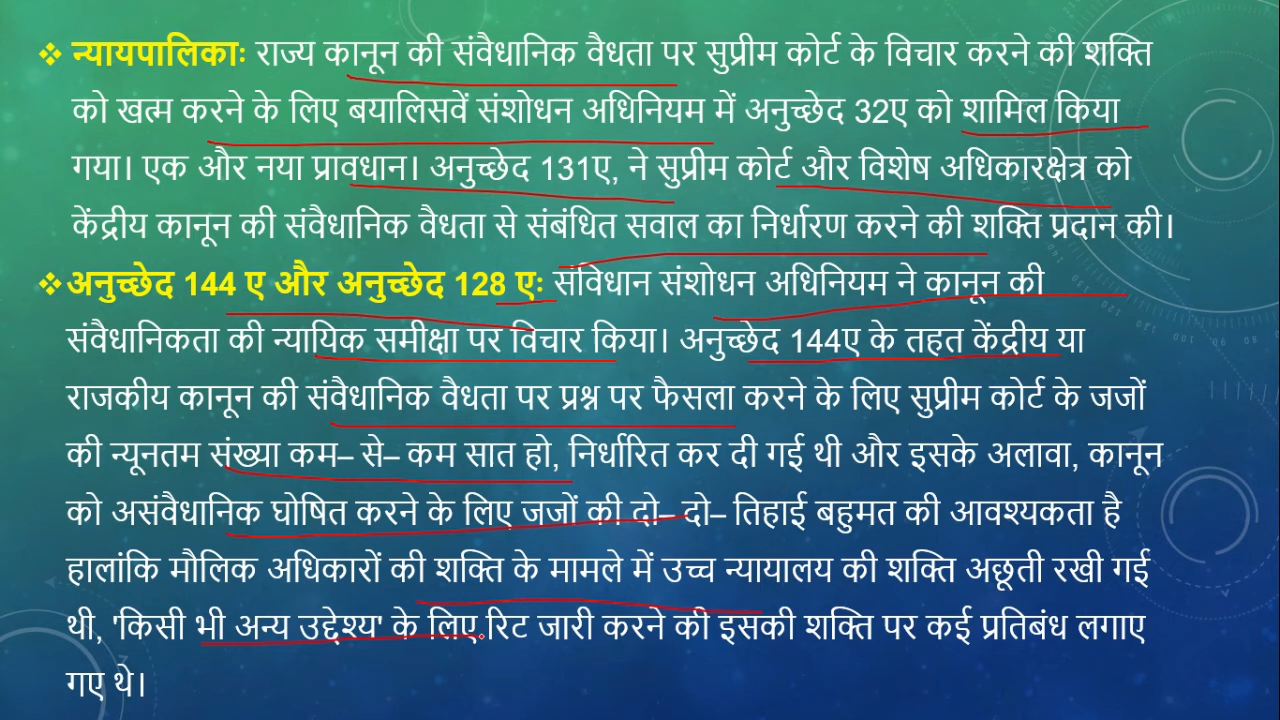 ❖ न्यायपालिकाः राज्य कानून की संवैधानिक वैधता पर सुप्रीम कोर्ट के विचार करने की शक्ति
को खत्म करने के लिए बयालिसवें संशोधन अधिनियम में अनुच्छेद 32ए को शामिल किया
गया। एक और नया प्रावधान। अनुच्छेद 131ए, ने सुप्रीम कोर्ट और विशेष अधिकारक्षेत्र को
केंद्रीय कानून की संवैधानिक वैधता से संबंधित सवाल का निर्धारण करने की शक्ति प्रदान की।
❖ अनुच्छेद 144 ए और अनुच्छेद 128 एः संविधान संशोधन अधिनियम ने कानून की
संवैधानिकता की न्यायिक समीक्षा पर विचार किया। अनुच्छेद 144ए के तहत केंद्रीय या
राजकीय कानून की संवैधानिक वैधता पर प्रश्न पर फैसला करने के लिए सुप्रीम कोर्ट के जजों
की न्यूनतम संख्या कम– से– कम सात हो, निर्धारित कर दी गई थी और इसके अलावा, कानून
को असंवैधानिक घोषित करने के लिए जजों की दो– दो– तिहाई बहुमत की आवश्यकता है
हालांकि मौलिक अधिकारों की शक्ति के मामले में उच्च न्यायालय की शक्ति अछूती रखी गई
थी, 'किसी भी अन्य उद्देश्य' के लिए रिट जारी करने की इसकी शक्ति पर कई प्रतिबंध लगाए
गए थे।